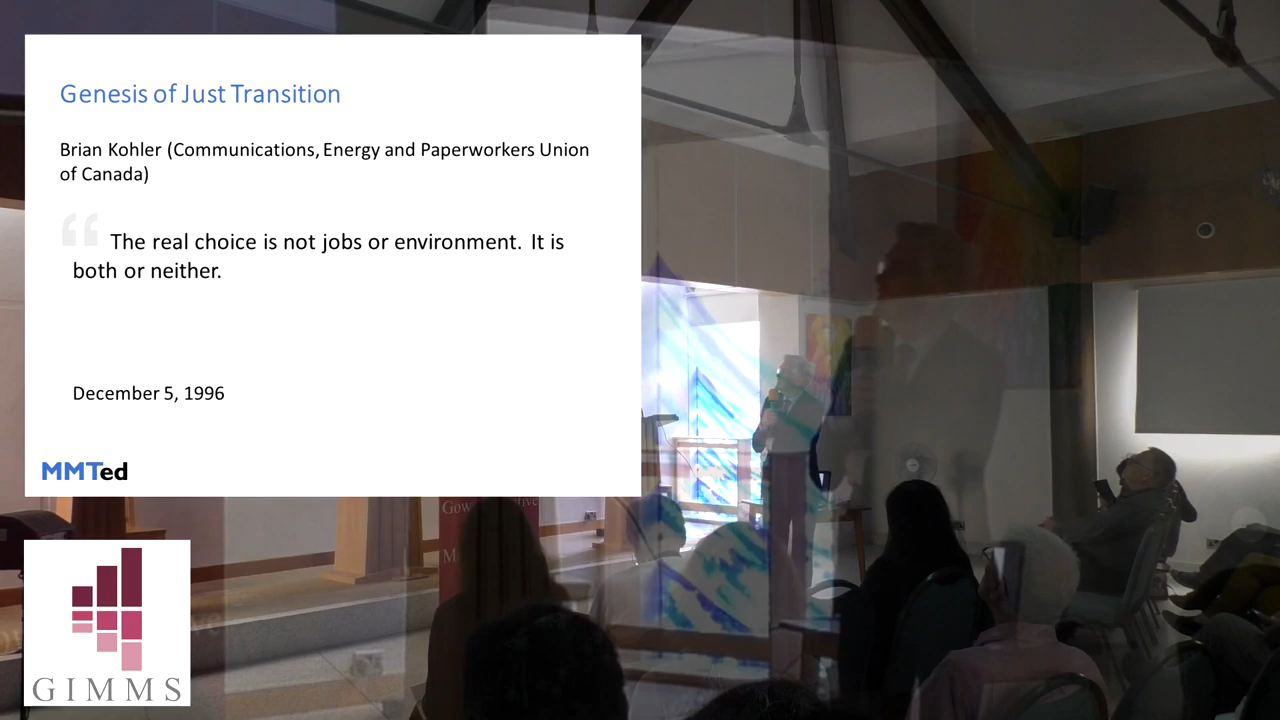 Genesis of Just Transition
Brian Kohler (Communications, Energy and Paperworkers Union
of Canada)
“ The real choice is not jobs or environment. It is
both or neither.
December 5, 1996
MMTed
GIMMS